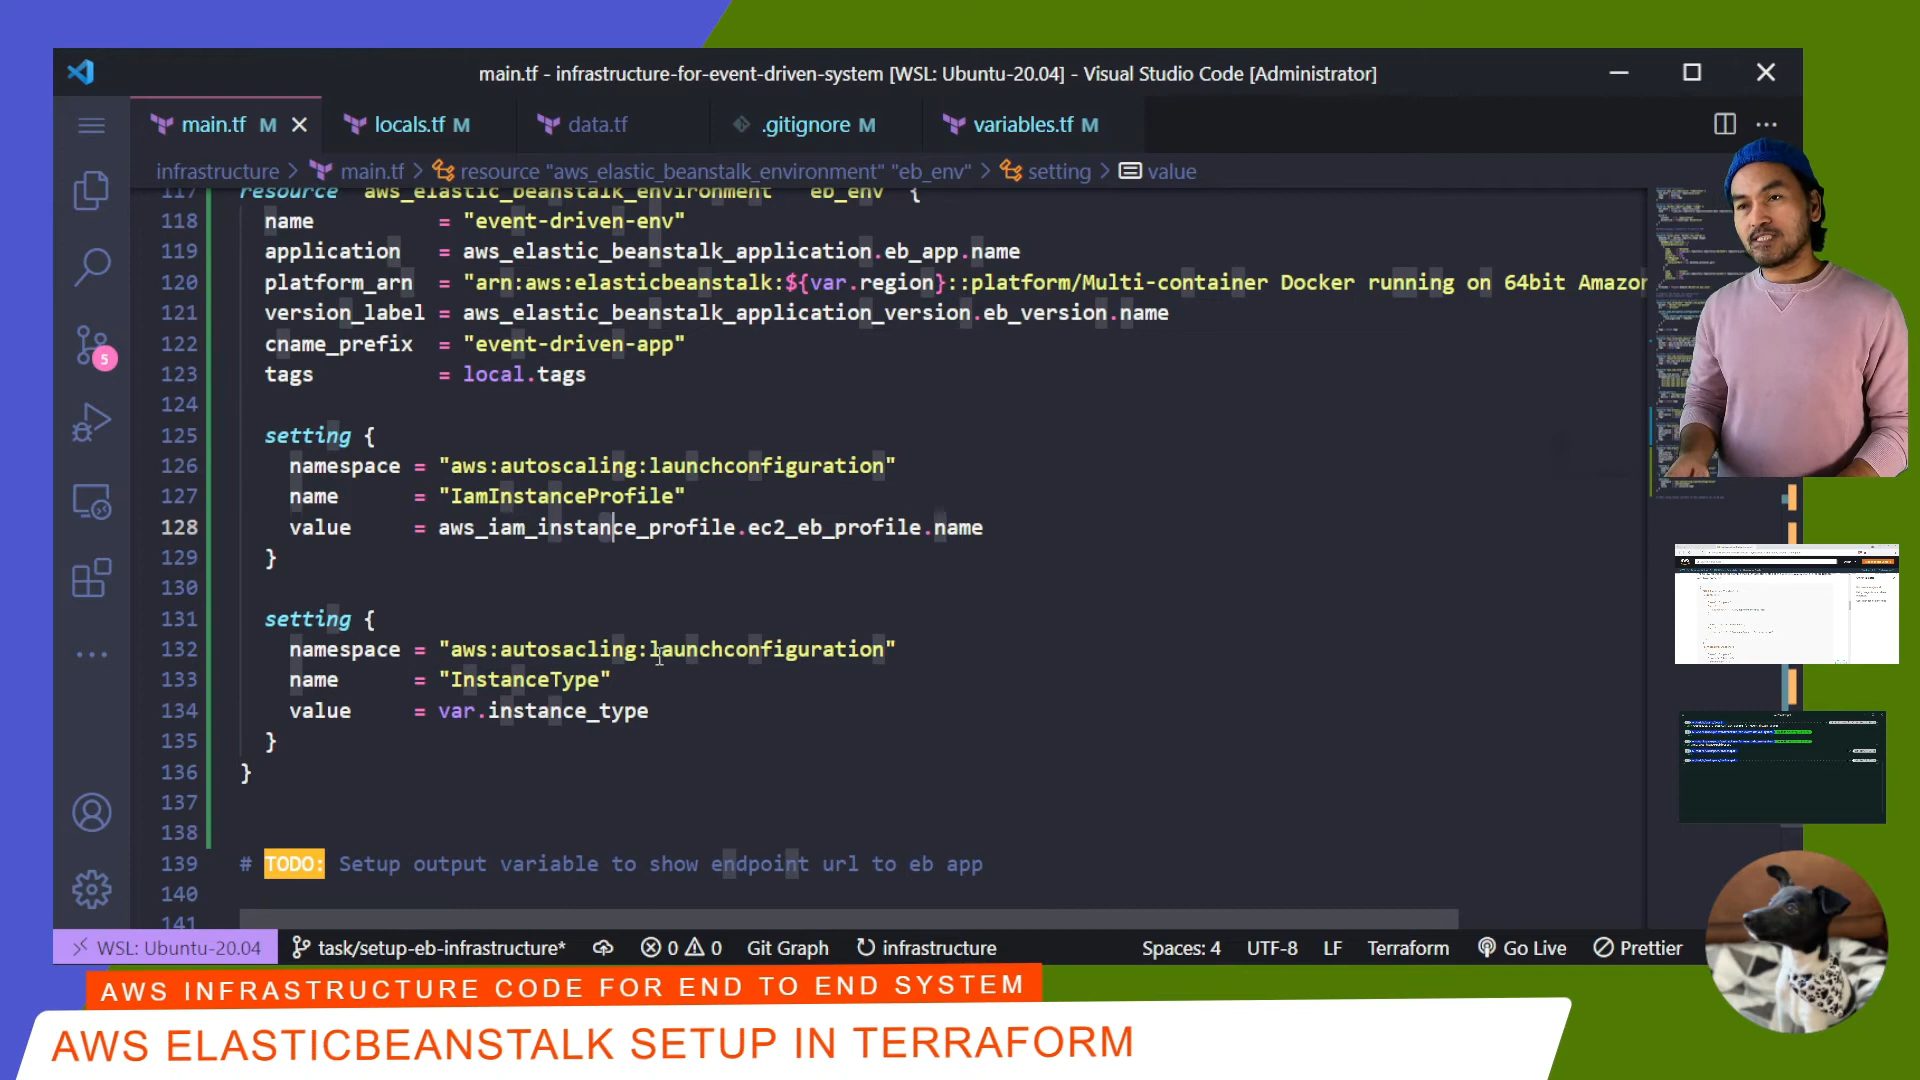 main.tf - infrastructure-for-event-driven-system [WSL: Ubuntu-20.04] - Visual Studio Code [Administrator]
main.tf M
locals.tf M
data.tf
.gitignore M
variables.tf M
infrastructure > main.tf > resource "aws_elastic_beanstalk_environment" "eb_env" > setting > value
117 resource "aws_elastic_beanstalk_environment" "eb_env" {
118 name = "event-driven-env"
119 application = aws_elastic_beanstalk_application.eb_app.name
120 platform_arn = "arn:aws:elasticbeanstalk:${var.region}::platform/Multi-container Docker running on 64bit Amazon
121 version_label = aws_elastic_beanstalk_application_version.eb_version.name
122 cname_prefix = "event-driven-app"
123 tags = local.tags
124
125 setting {
126 namespace = "aws:autoscaling:launchconfiguration"
127 name = "IamInstanceProfile"
128 value = aws_iam_instance_profile.ec2_eb_profile.name
129 }
130
131 setting {
132 namespace = "aws:autosacling:launchconfiguration"
133 name = "InstanceType"
134 value = var.instance_type
135 }
136 }
137
138
139 # TODO: Setup output variable to show endpoint url to eb app
140
141
5
WSL: Ubuntu-20.04 task/setup-eb-infrastructure* 0 0 Git Graph infrastructure Spaces: 4 UTF-8 LF Terraform Go Live Prettier
AWS INFRASTRUCTURE CODE FOR END TO END SYSTEM
AWS ELASTICBEANSTALK SETUP IN TERRAFORM